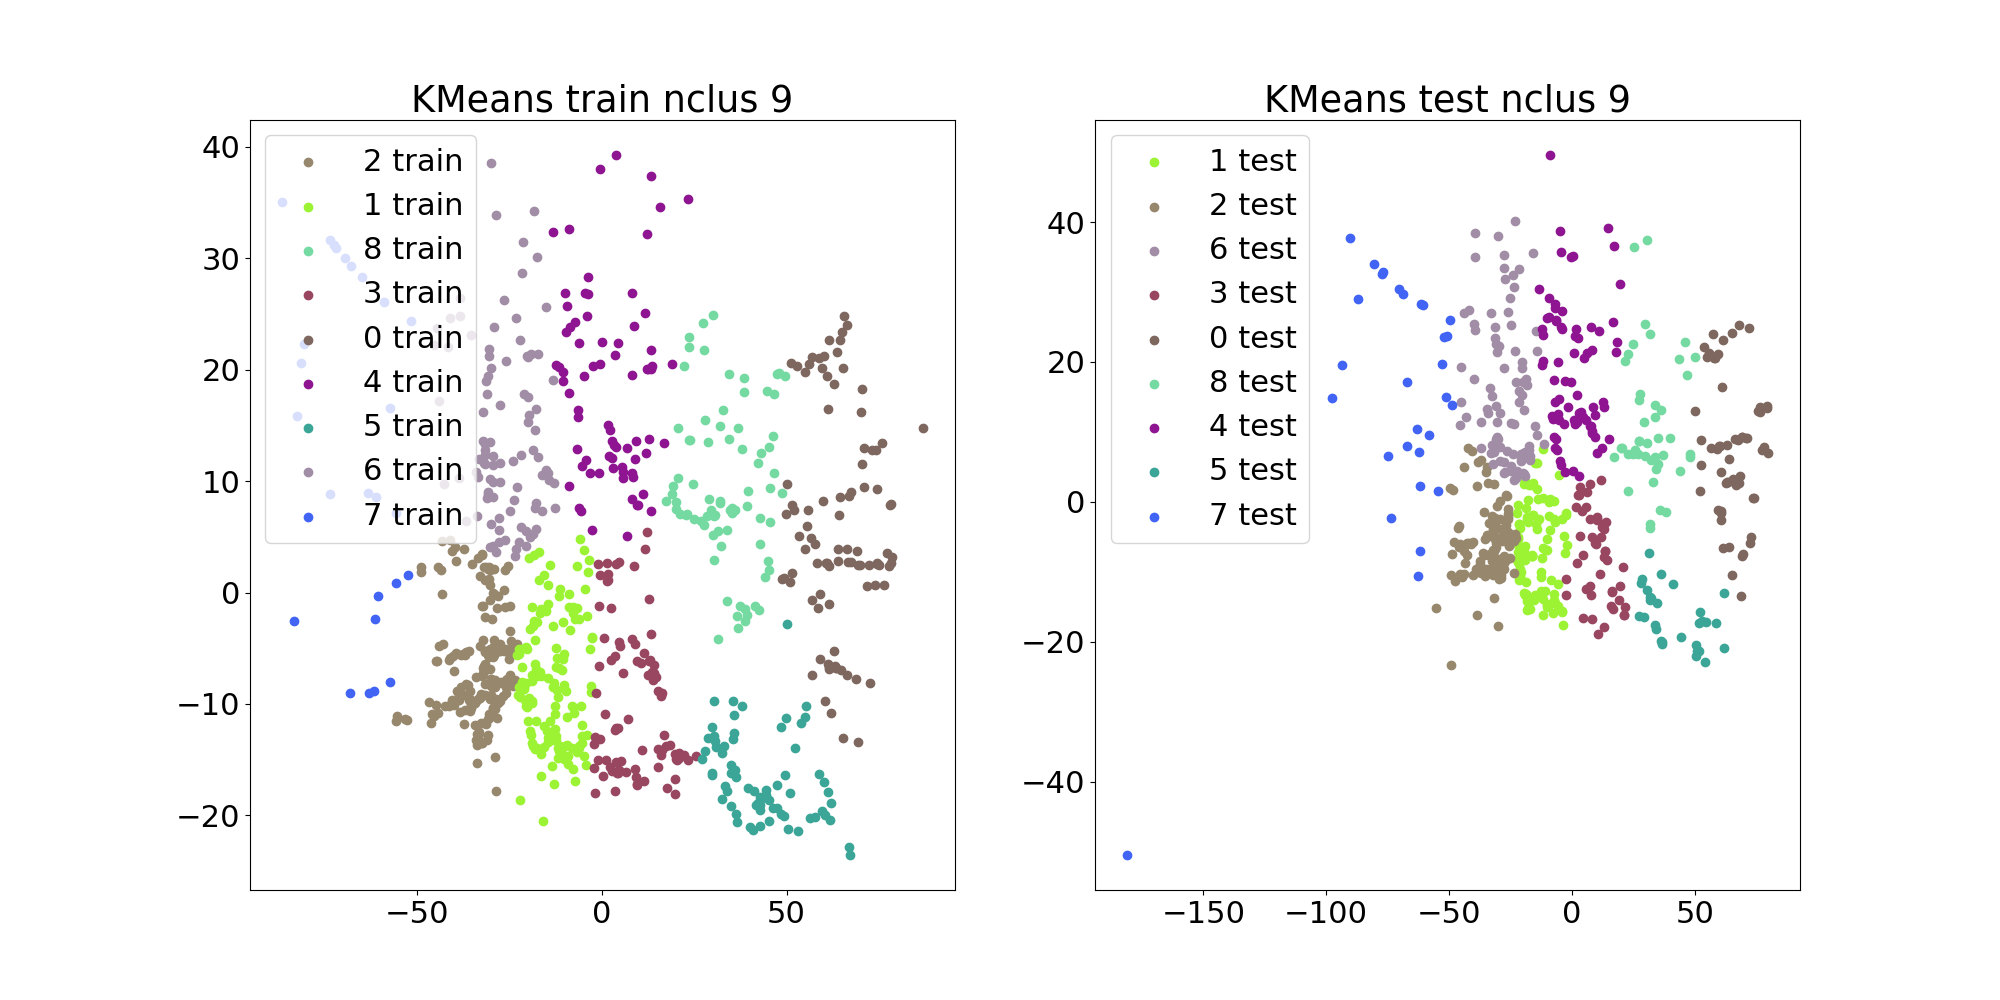 KMeans train nclus 9
40
30
20
10
0
−10
−20
−50
0
50
2 train
1 train
8 train
3 train
0 train
4 train
5 train
6 train
7 train
KMeans test nclus 9
40
20
0
−20
−40
−150
−100
−50
0
50
1 test
2 test
6 test
3 test
0 test
8 test
4 test
5 test
7 test